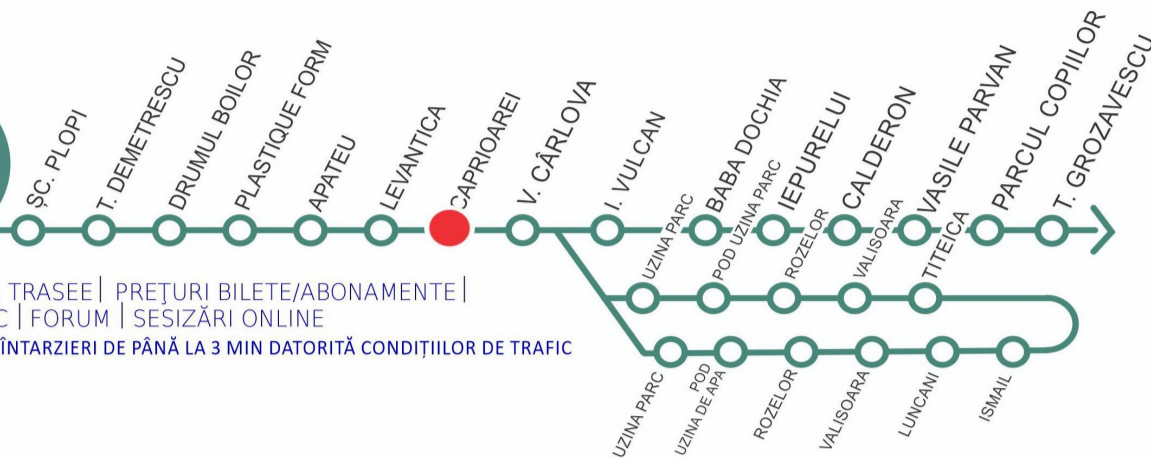 ȘC. PLOPI
T. DEMETRESCU
DRUMUL BOILOR
PLASTIQUE FORM
APATEU
LEVANTICA
CAPRIOAREI
V. CÂRLOVA
I. VULCAN
BABA DOCHIA
IEPURELUI
CALDERON
VASILE PARVAN
PARCUL COPIILOR
T. GROZAVESCU
UZINA PARC
POD UZINA PARC
ROZELOR
VALISOARA
TITEICA
TRASEE| PREŢURI BILETE/ABONAMENTE|
C | FORUM | SESIZĂRI ONLINE
ÎNTARZIERI DE PÂNĂ LA 3 MIN DATORITĂ CONDIȚIILOR DE TRAFIC
UZINA PARC
POD
UZINA DE APA
ROZELOR
VALISOARA
LUNCANI
ISMAIL